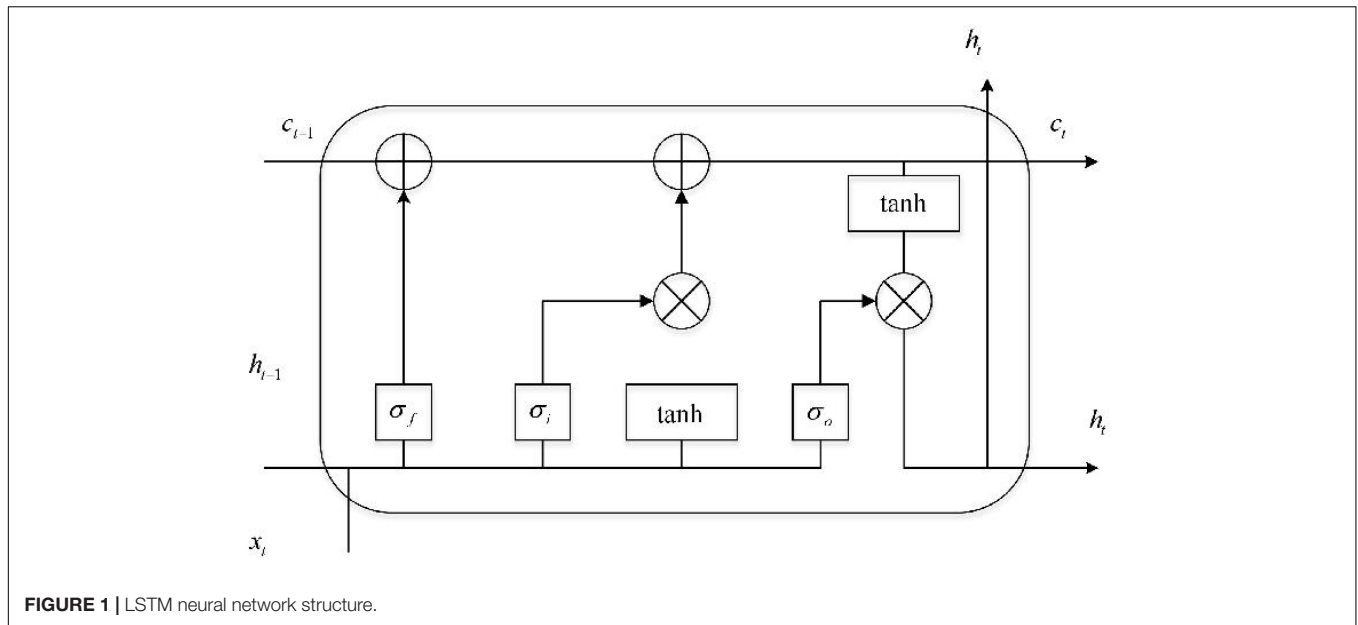 h_t
c_{t-1}
c_t
tanh
h_{t-1}
σ_f
σ_i
tanh
σ_o
h_t
x_t
FIGURE 1 | LSTM neural network structure.